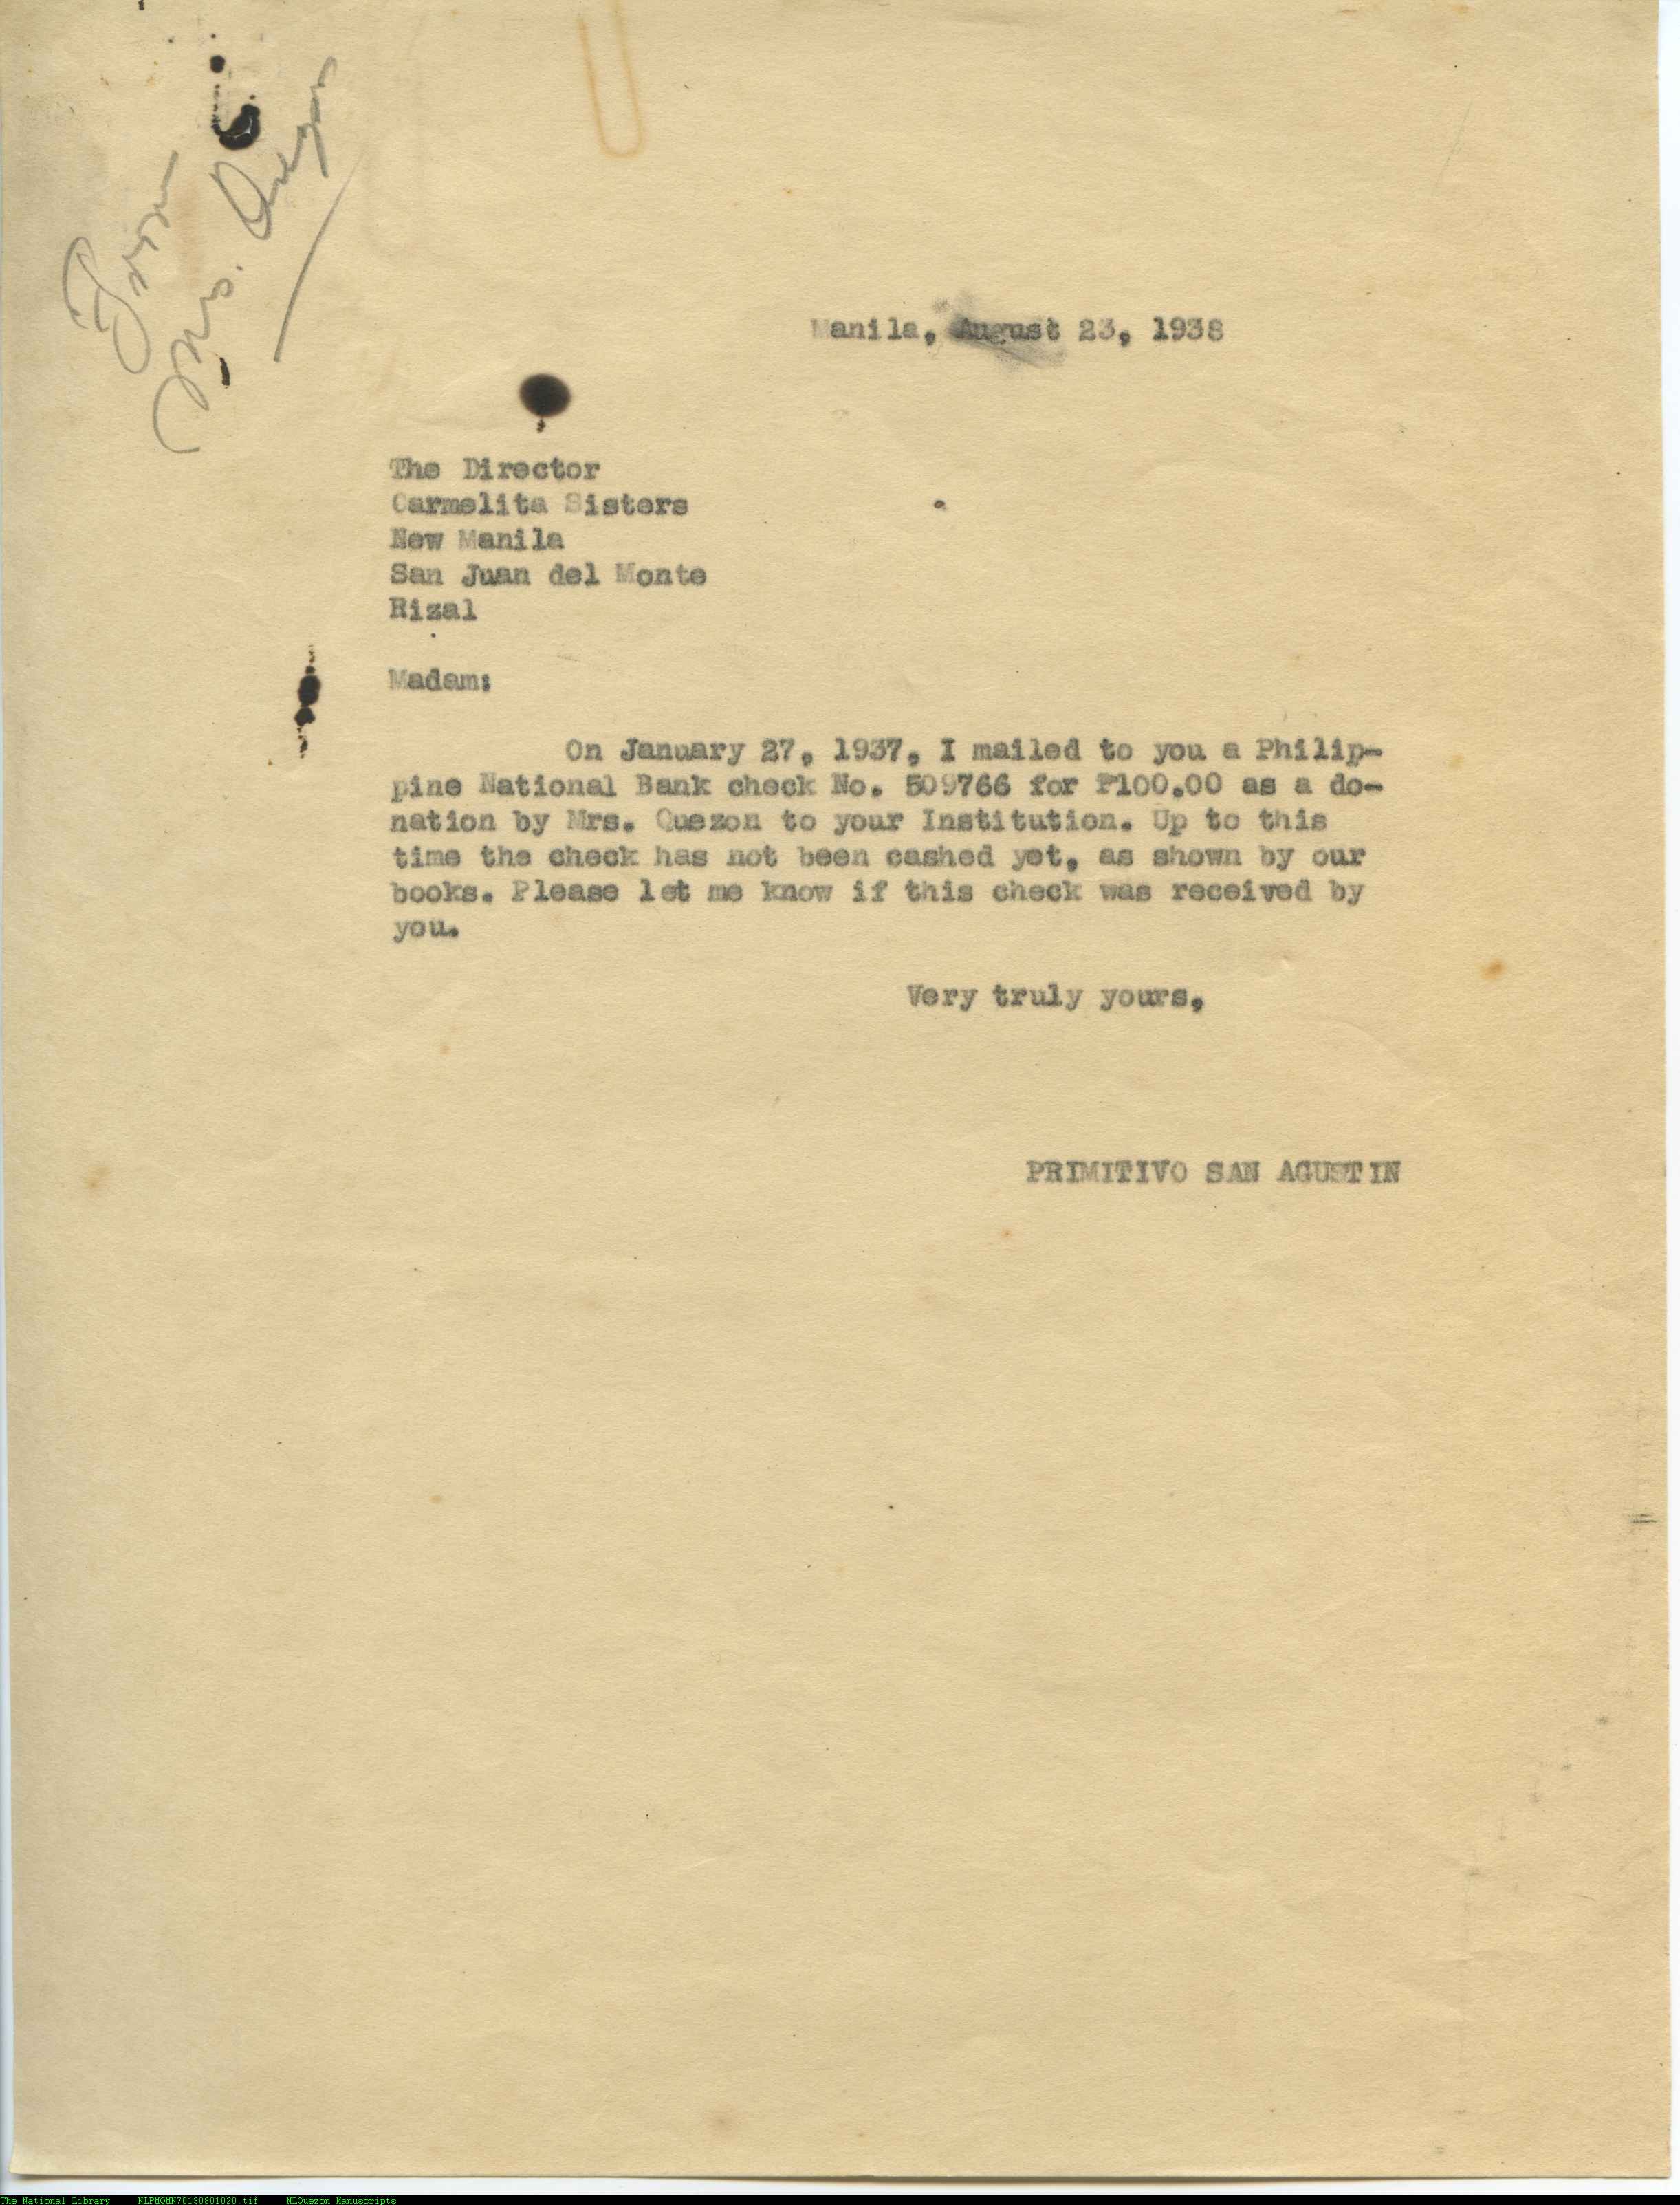 Mrs. Quezon
Manila, August 23, 1938
The Director
Carmelita Sisters
New Manila
San Juan del Monte
Rizal
Madam:
On January 27, 1937, I mailed to you a Philip-
pine National Bank check No. 509766 for ₱100.00 as a do-
nation by Mrs. Quezon to your Institution. Up to this
time the check has not been cashed yet, as shown by our
books. Please let me know if this check was received by
you.
Very truly yours,
PRIMITIVO SAN AGUSTIN
The National Library NLPMQMN70130801020.tif MLQuezon Manuscripts